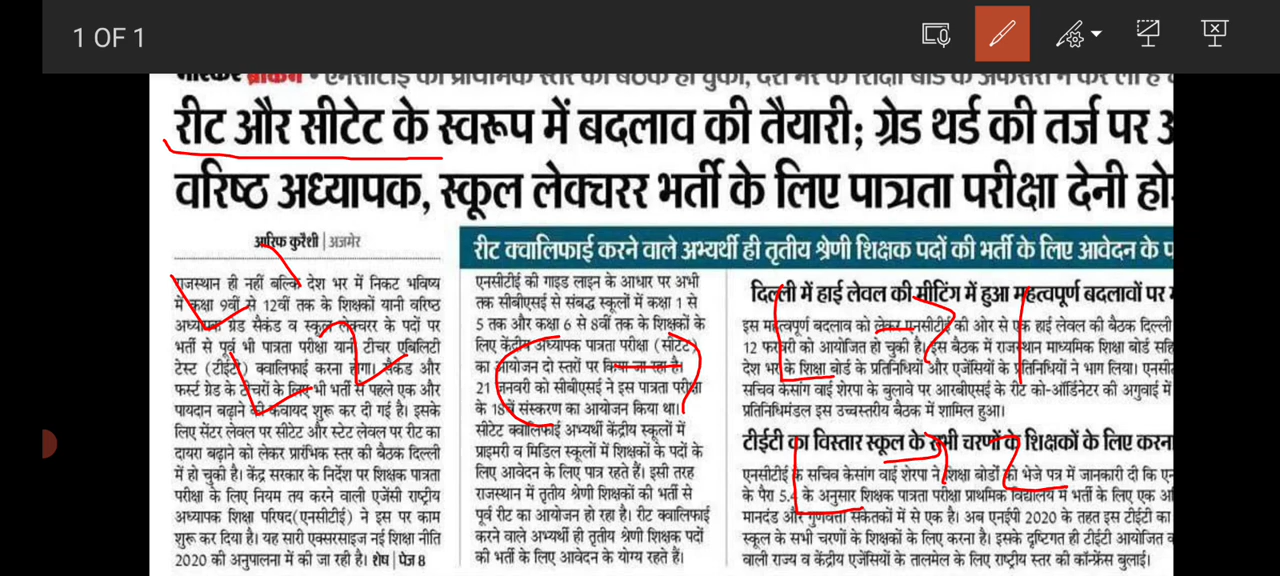 1 OF 1
भास्कर ब्रेकिंग • एनसीटीई की प्राथमिक स्तर की बैठक हो चुकी, देश भर के शिक्षा बोर्ड के अफसरों ने
रीट और सीटेट के स्वरूप में बदलाव की तैयारी; ग्रेड थर्ड की तर्ज पर
वरिष्ठ अध्यापक, स्कूल लेक्चरर भर्ती के लिए पात्रता परीक्षा देनी
आरिफ कुरैशी | अजमेर
राजस्थान ही नहीं बल्कि देश भर में निकट भविष्य
में कक्षा 9वीं से 12वीं तक के शिक्षकों यानी वरिष्ठ
अध्यापक ग्रेड सैकंड व स्कूल लेक्चरर के पदों पर
भर्ती से पूर्व भी पात्रता परीक्षा यानी टीचर एबिलिटी
टेस्ट (टीईटी) क्वालिफाई करना होगा। सैकंड और
फर्स्ट ग्रेड के टीचरों के लिए भी भर्ती से पहले एक और
पायदान बढ़ाने की कवायद शुरू कर दी गई है। इसके
लिए सेंटर लेवल पर सीटेट और स्टेट लेवल पर रीट का
दायरा बढ़ाने को लेकर प्रारंभिक स्तर की बैठक दिल्ली
में हो चुकी है। केंद्र सरकार के निर्देश पर शिक्षक पात्रता
परीक्षा के लिए नियम तय करने वाली एजेंसी राष्ट्रीय
अध्यापक शिक्षा परिषद(एनसीटीई) ने इस पर काम
शुरू कर दिया है। यह सारी एक्सरसाइज नई शिक्षा नीति
2020 की अनुपालना में की जा रही है। शेष | पेज 8
रीट क्वालिफाई करने वाले अभ्यर्थी ही तृतीय श्रेणी शिक्षक पदों की भर्ती के लिए आवेदन के
एनसीटीई की गाइड लाइन के आधार पर अभी
तक सीबीएसई से संबद्ध स्कूलों में कक्षा 1 से
5 तक और कक्षा 6 से 8वीं तक के शिक्षकों के
लिए केंद्रीय अध्यापक पात्रता परीक्षा (सीटेट)
का आयोजन दो स्तरों पर किया जा रहा है।
21 जनवरी को सीबीएसई ने इस पात्रता परीक्षा
के 18वें संस्करण का आयोजन किया था।
सीटेट क्वालिफाई अभ्यर्थी केंद्रीय स्कूलों में
प्राइमरी व मिडिल स्कूलों में शिक्षकों के पदों के
लिए आवेदन के लिए पात्र रहते हैं। इसी तरह
राजस्थान में तृतीय श्रेणी शिक्षकों की भर्ती से
पूर्व रीट का आयोजन हो रहा है। रीट क्वालिफाई
करने वाले अभ्यर्थी ही तृतीय श्रेणी शिक्षक पदों
की भर्ती के लिए आवेदन के योग्य रहते हैं।
दिल्ली में हाई लेवल की मीटिंग में हुआ महत्वपूर्ण बदलावों पर
इस महत्वपूर्ण बदलाव को लेकर एनसीटीई की ओर से एक हाई लेवल की बैठक दिल्ली
12 फरवरी को आयोजित हो चुकी है। इस बैठक में राजस्थान माध्यमिक शिक्षा बोर्ड
देश भर के शिक्षा बोर्ड के प्रतिनिधियों और एजेंसियों के प्रतिनिधियों ने भाग लिया।
सचिव केसांग वाई शेरपा के बुलावे पर आरबीएसई के रीट को-ऑर्डिनेटर की अगुवाई में
प्रतिनिधिमंडल इस उच्चस्तरीय बैठक में शामिल हुआ।
टीईटी का विस्तार स्कूल के सभी चरणों के शिक्षकों के लिए करना
एनसीटीई के सचिव केसांग वाई शेरपा ने शिक्षा बोर्डों को भेजे पत्र में जानकारी दी कि
के पैरा 5.4 के अनुसार शिक्षक पात्रता परीक्षा प्राथमिक विद्यालय में भर्ती के लिए एक
मानदंड और गुणवत्ता संकेतकों में से एक है। अब एनईपी 2020 के तहत इस टीईटी का
स्कूल के सभी चरणों के शिक्षकों के लिए करना है। इसके दृष्टिगत ही टीईटी आयोजित
वाली राज्य व केंद्रीय एजेंसियों के तालमेल के लिए राष्ट्रीय स्तर की कॉन्फ्रेंस बुलाई।